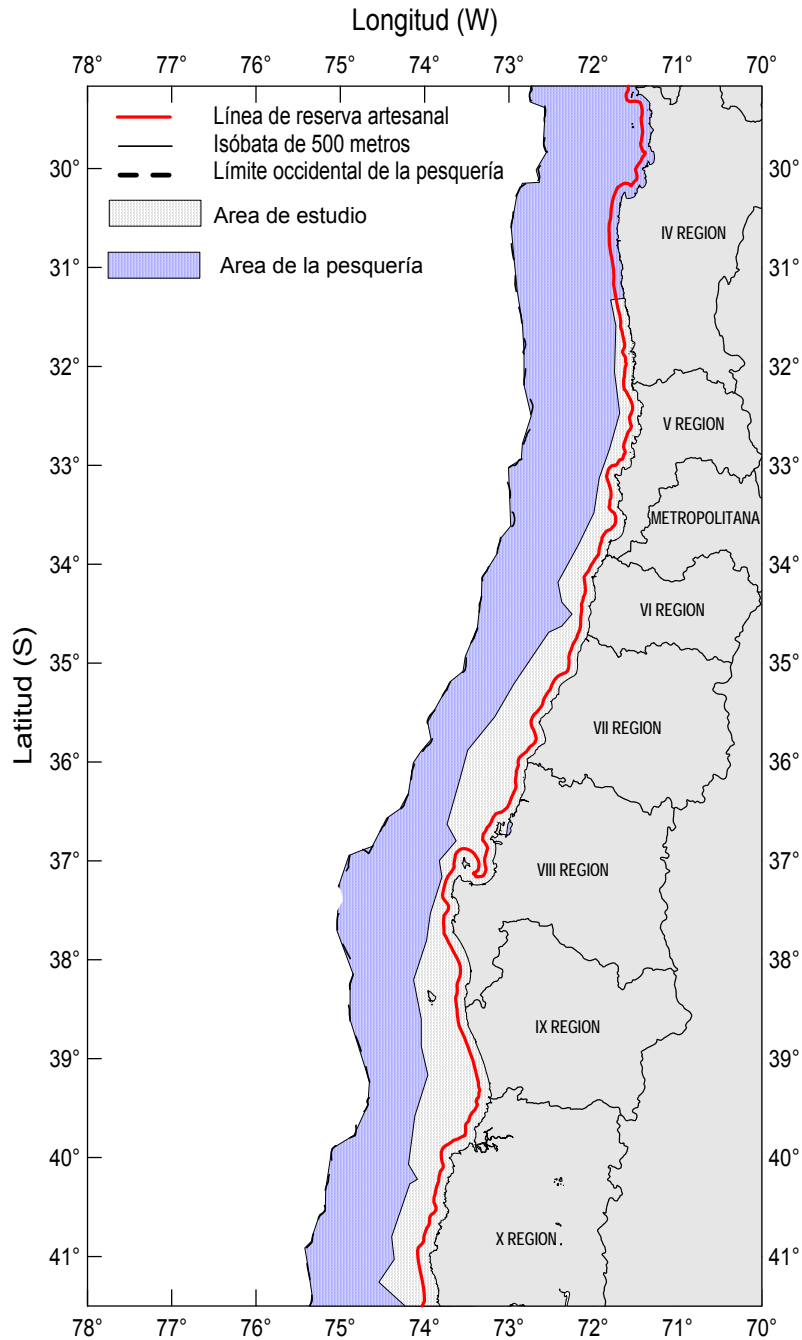 Longitud (W)
78° 77° 76° 75° 74° 73° 72° 71° 70°
Línea de reserva artesanal
Isóbata de 500 metros
Límite occidental de la pesquería
Area de estudio
Area de la pesquería
30° 30°
31° 31°
32° 32°
33° 33°
34° 34°
35° 35°
36° 36°
37° 37°
38° 38°
39° 39°
40° 40°
41° 41°
Latitud (S)
IV REGION
V REGION
METROPOLITANA
VI REGION
VII REGION
VIII REGION
IX REGION
X REGION
78° 77° 76° 75° 74° 73° 72° 71° 70°